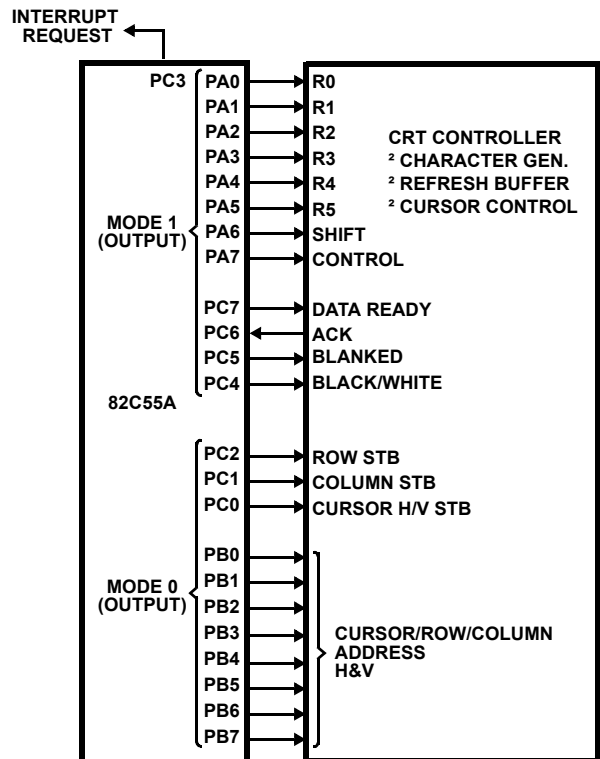 INTERRUPT
REQUEST
PC3
PA0 R0
PA1 R1
PA2 R2
PA3 R3
PA4 R4
PA5 R5
PA6 SHIFT
PA7 CONTROL
CRT CONTROLLER
² CHARACTER GEN.
² REFRESH BUFFER
² CURSOR CONTROL
MODE 1
(OUTPUT)
PC7 DATA READY
PC6 ACK
PC5 BLANKED
PC4 BLACK/WHITE
82C55A
PC2 ROW STB
PC1 COLUMN STB
PC0 CURSOR H/V STB
MODE 0
(OUTPUT)
PB0
PB1
PB2
PB3
PB4
PB5
PB6
PB7
CURSOR/ROW/COLUMN
ADDRESS
H&V